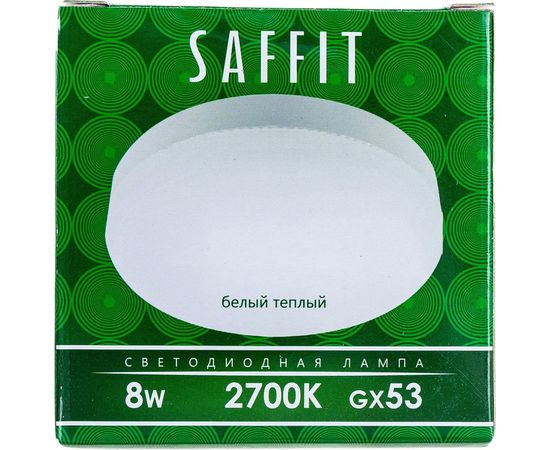 SAFFIT
белый теплый
СВЕТОДИОДНАЯ ЛАМПА
8W 2700K GX53